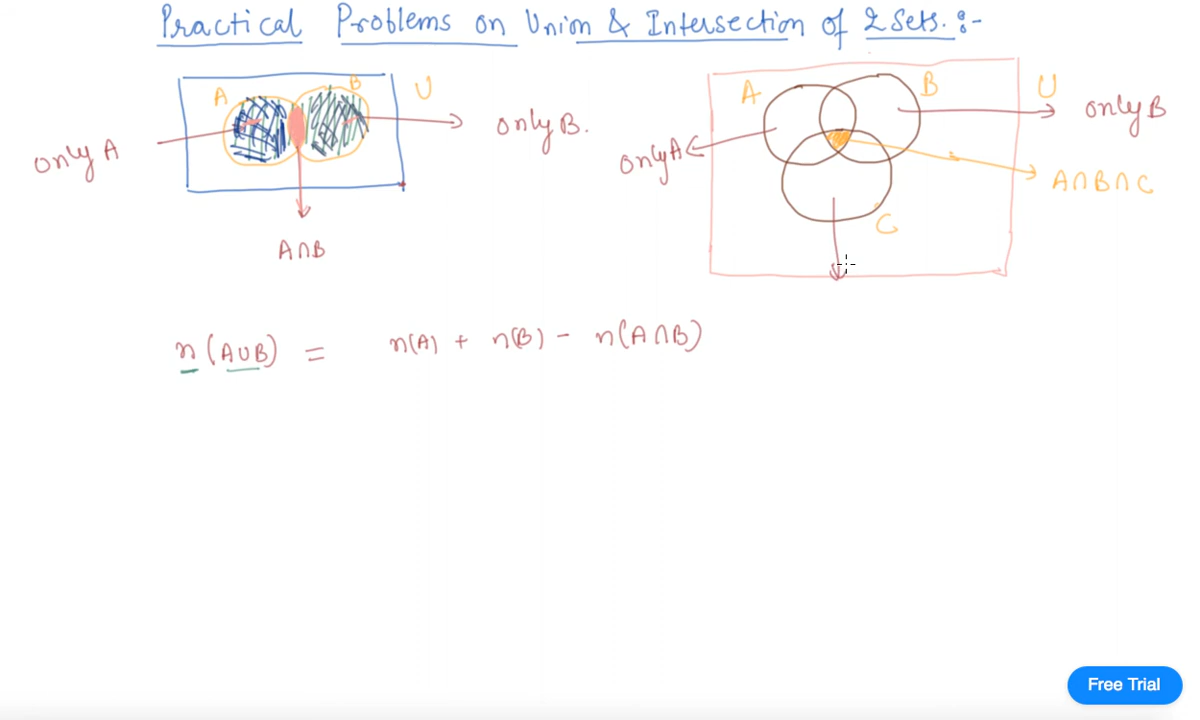 Practical Problems on Union & Intersection of 2 Sets :-
A B U
only A
only B.
A∩B
A B U
only A
only B
A∩B∩C
C
n(A∪B) = n(A) + n(B) - n(A∩B)
Free Trial